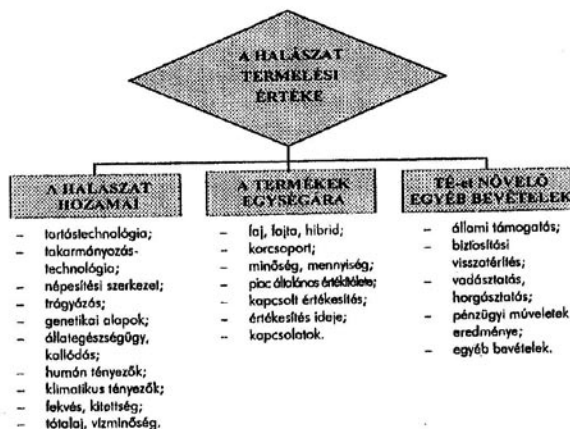 A HALÁSZAT
TERMELÉSI
ÉRTÉKE
A HALÁSZAT
HOZAMAI
– tartástechnológia;
– takarmányozás-
technológia;
– népesítési szerkezet;
– trágyázás;
– genetikai alapok;
– állategészségügy,
kallódás;
– humán tényezők;
– klimatikus tényezők;
– fekvés, kitettség;
– tótalaj, vízminőség.
A TERMÉKEK
EGYSÉGÁRA
– faj, fajta, hibrid;
– korcsoport;
– minőség, mennyiség;
– piac általános értékítélete;
– kapcsolt értékesítés;
– értékesítés ideje;
– kapcsolatok.
TÉ-et NÖVELŐ
EGYÉB BEVÉTELEK
– állami támogatás;
– biztosítási
visszatérítés;
– vadásztatás,
horgásztatás;
– pénzügyi műveletek
eredménye;
– egyéb bevételek.